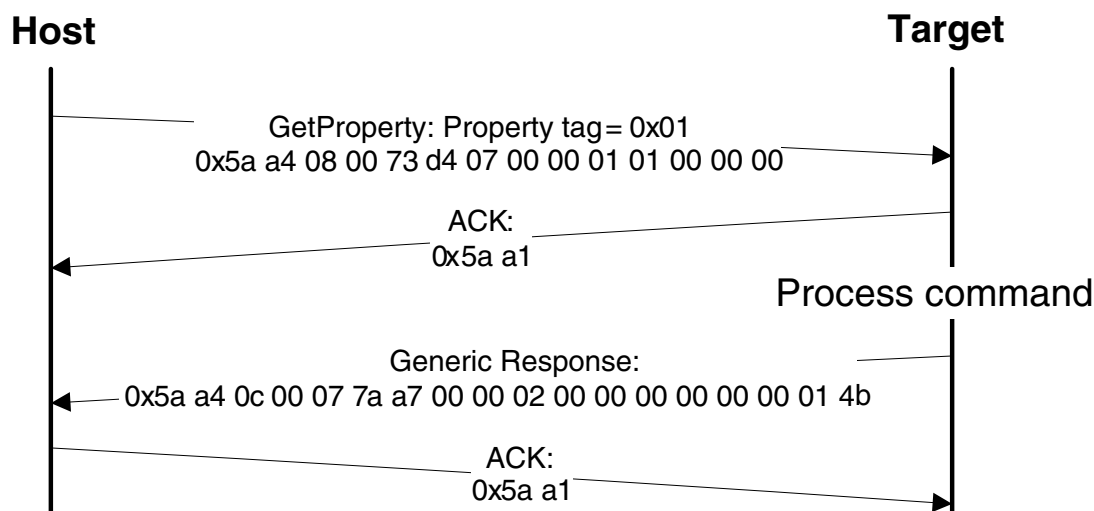 Host
Target
GetProperty: Property tag= 0x01
0x5a a4 08 00 73 d4 07 00 00 01 01 00 00 00
ACK:
0x5a a1
Process command
Generic Response:
0x5a a4 0c 00 07 7a a7 00 00 02 00 00 00 00 00 00 01 4b
ACK:
0x5a a1